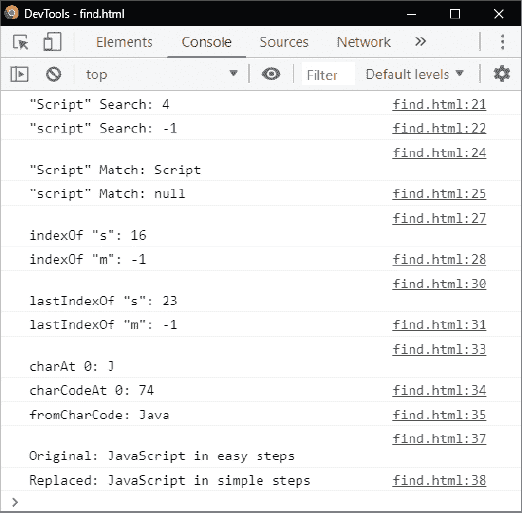 DevTools - find.html
Elements Console Sources Network »
top Filter Default levels
"Script" Search: 4 find.html:21
"script" Search: -1 find.html:22
find.html:24
"Script" Match: Script
"script" Match: null find.html:25
find.html:27
indexOf "s": 16
indexOf "m": -1 find.html:28
find.html:30
lastIndexOf "s": 23
lastIndexOf "m": -1 find.html:31
find.html:33
charAt 0: J
charCodeAt 0: 74 find.html:34
fromCharCode: Java find.html:35
find.html:37
Original: JavaScript in easy steps
Replaced: JavaScript in simple steps find.html:38
>